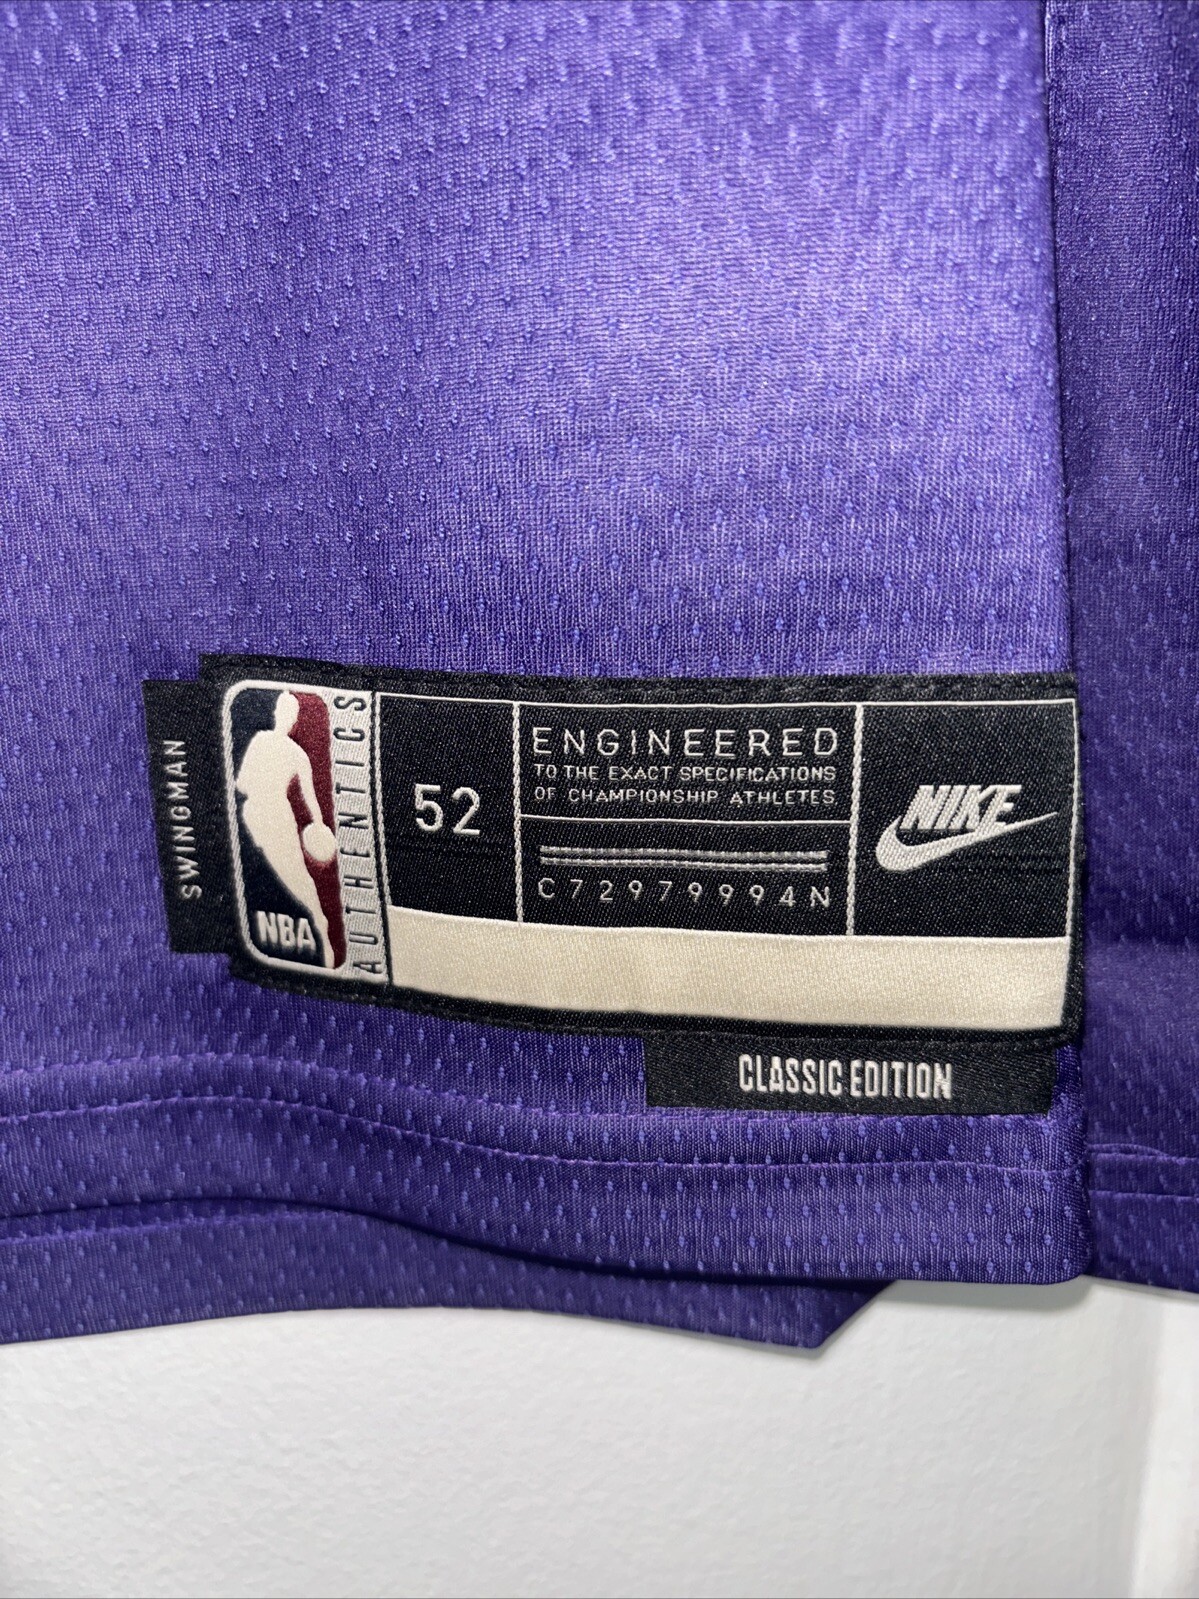 SWINGMAN
NBA
AUTHENTICS
52
ENGINEERED
TO THE EXACT SPECIFICATIONS
OF CHAMPIONSHIP ATHLETES
C72979994N
NIKE
CLASSIC EDITION